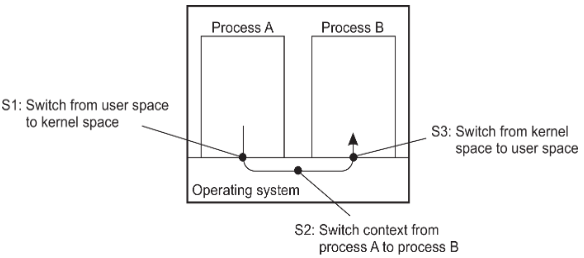 Process A
Process B
S1: Switch from user space
to kernel space
S3: Switch from kernel
space to user space
Operating system
S2: Switch context from
process A to process B